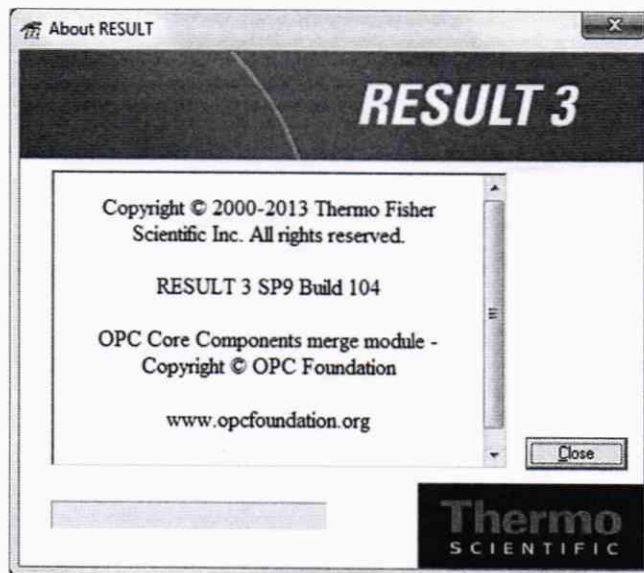 About RESULT
RESULT 3
Copyright © 2000-2013 Thermo Fisher
Scientific Inc. All rights reserved.
RESULT 3 SP9 Build 104
OPC Core Components merge module -
Copyright © OPC Foundation
www.opcfoundation.org
Close
Thermo
SCIENTIFIC